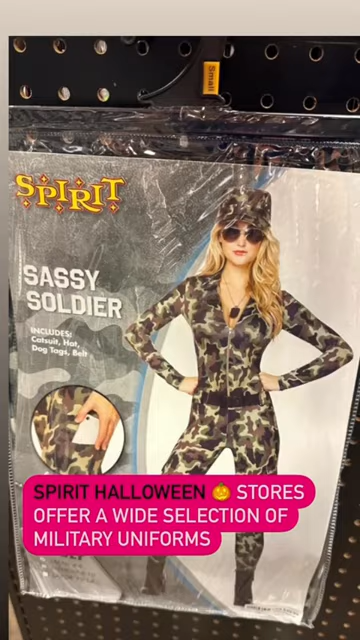 Small
SPIRIT
SASSY
SOLDIER
INCLUDES:
Catsuit, Hat,
Dog Tags, Belt
SPIRIT HALLOWEEN 🎃 STORES
OFFER A WIDE SELECTION OF
MILITARY UNIFORMS